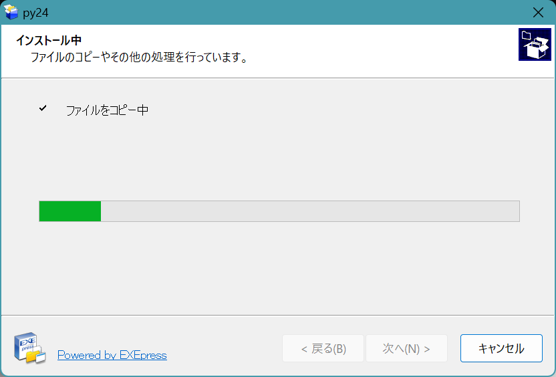 py24
インストール中
ファイルのコピーやその他の処理を行っています。
ファイルをコピー中
EXE
press
Powered by EXEpress
< 戻る(B)
次へ(N) >
キャンセル